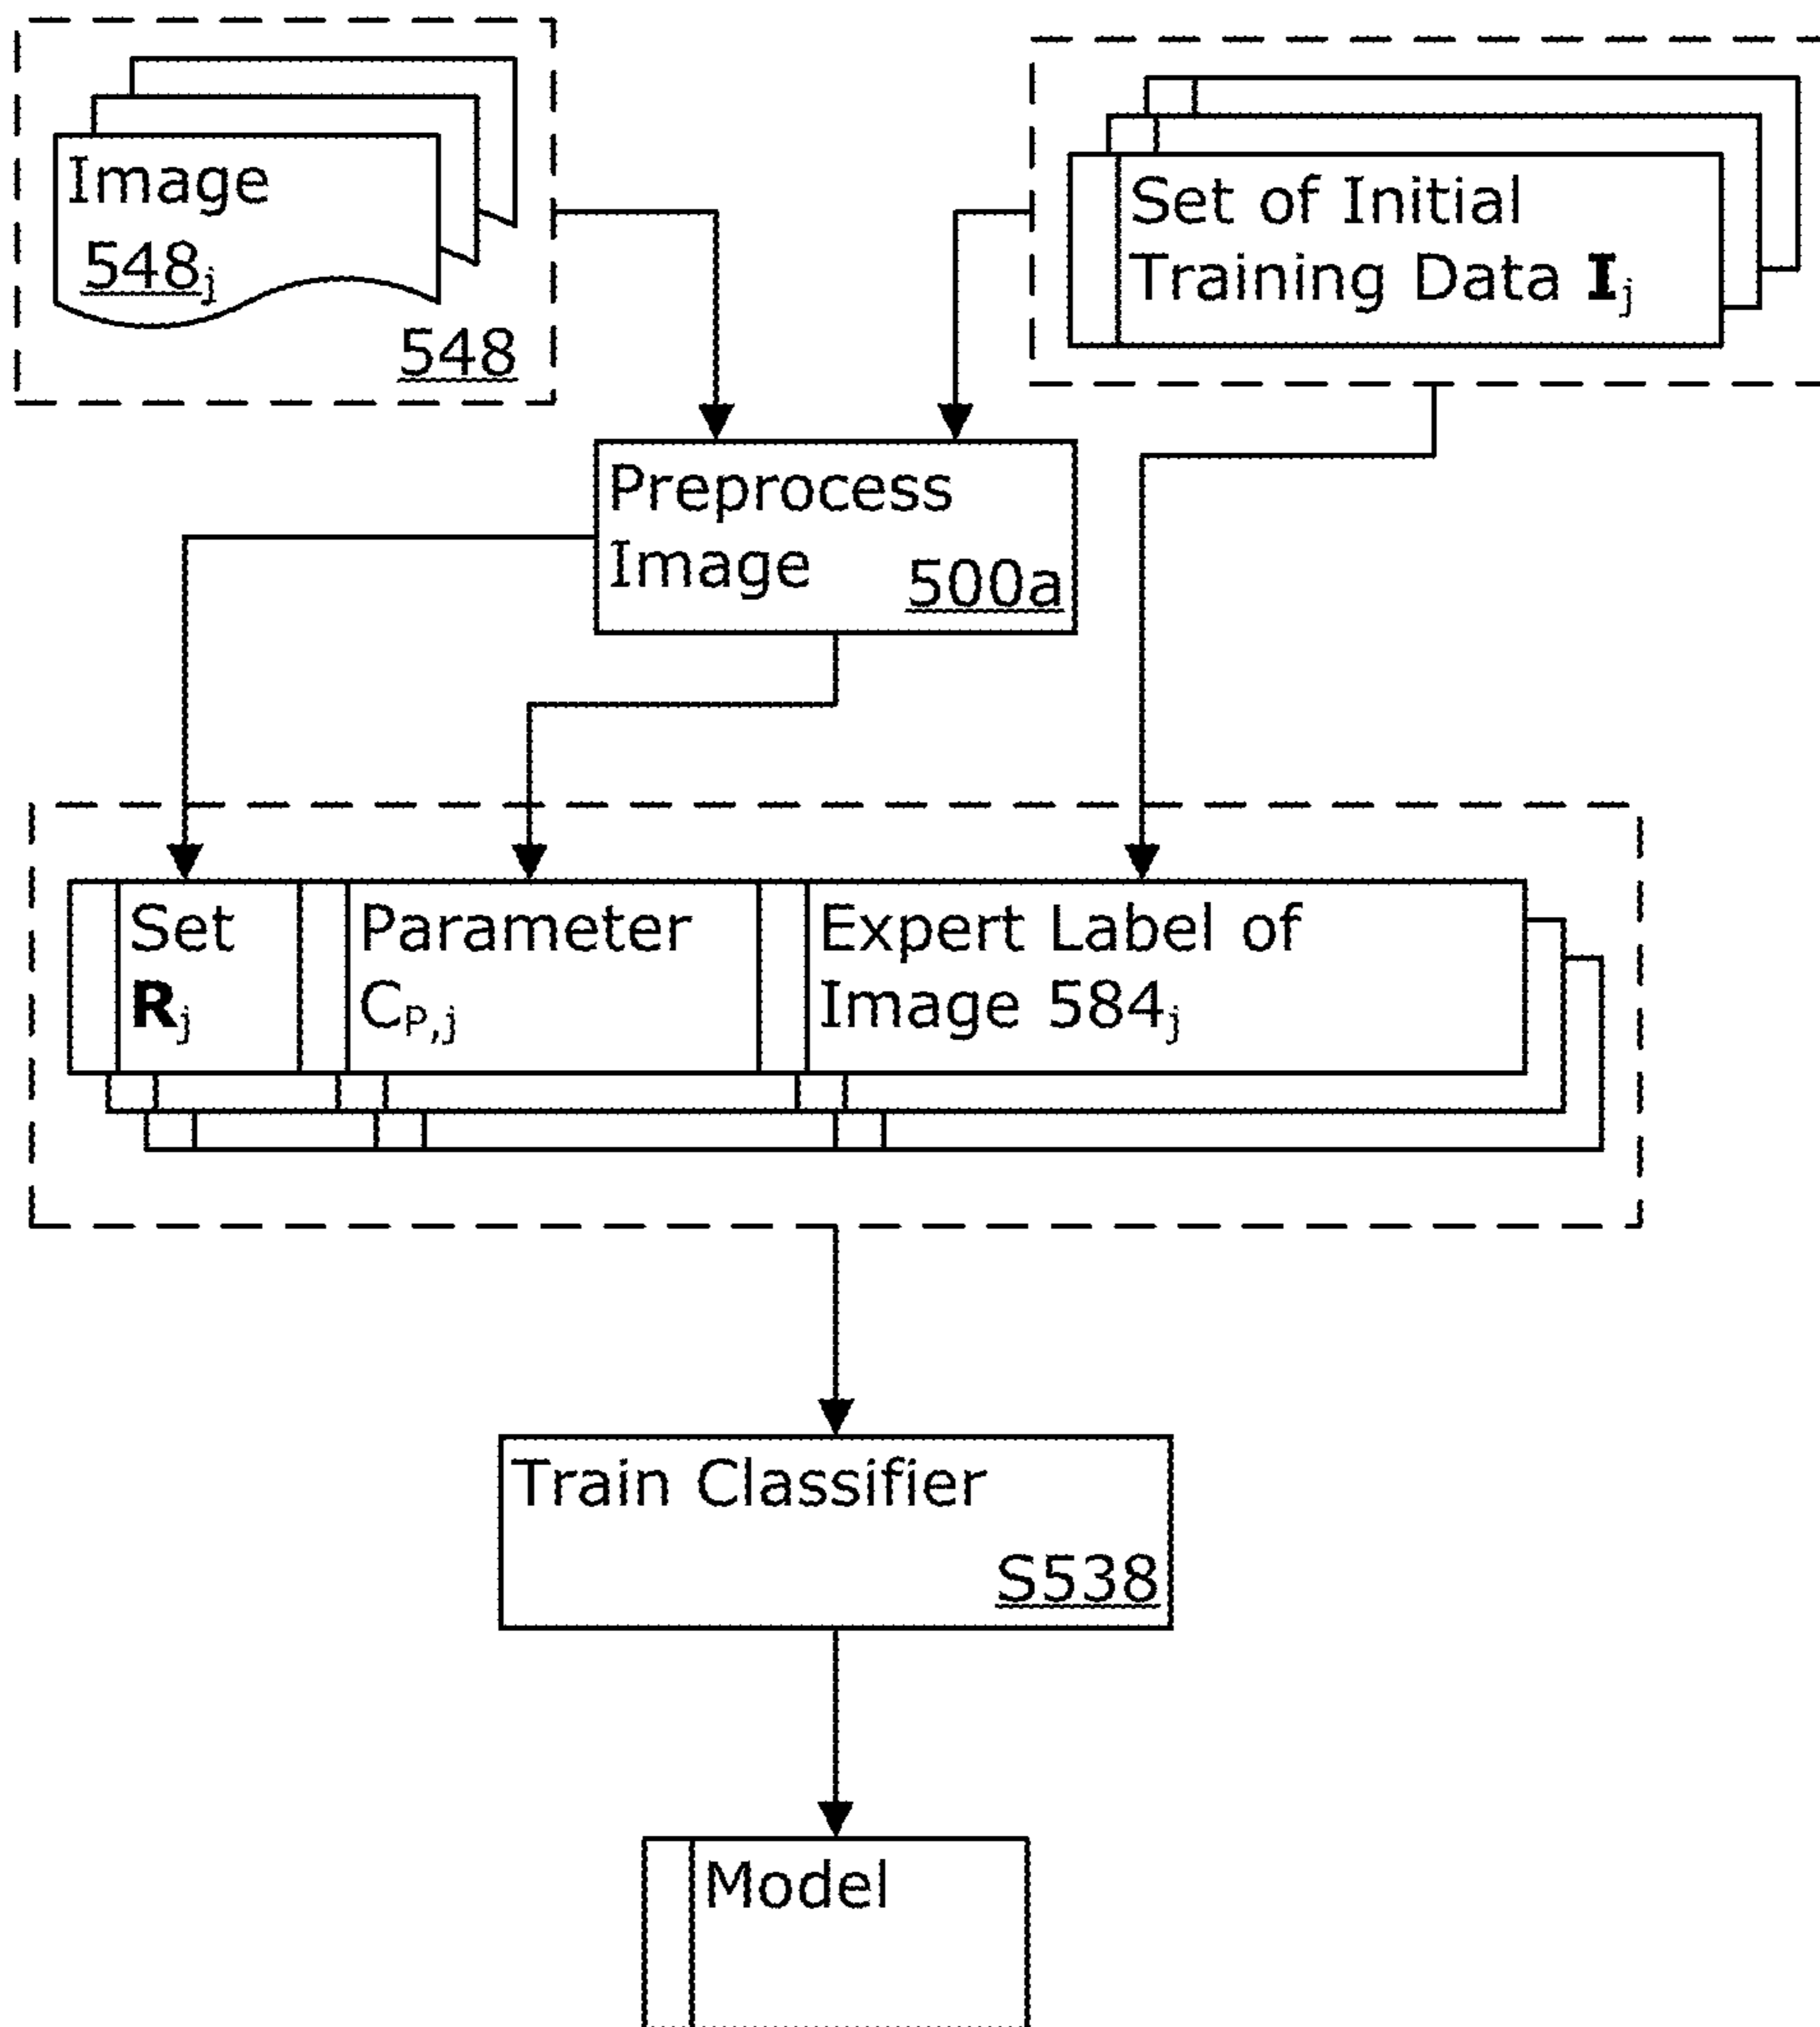 Image
548j
548
Set of Initial
Training Data Ij
Preprocess
Image 500a
Set
Rj
Parameter
CP,j
Expert Label of
Image 584j
Train Classifier
S538
Model